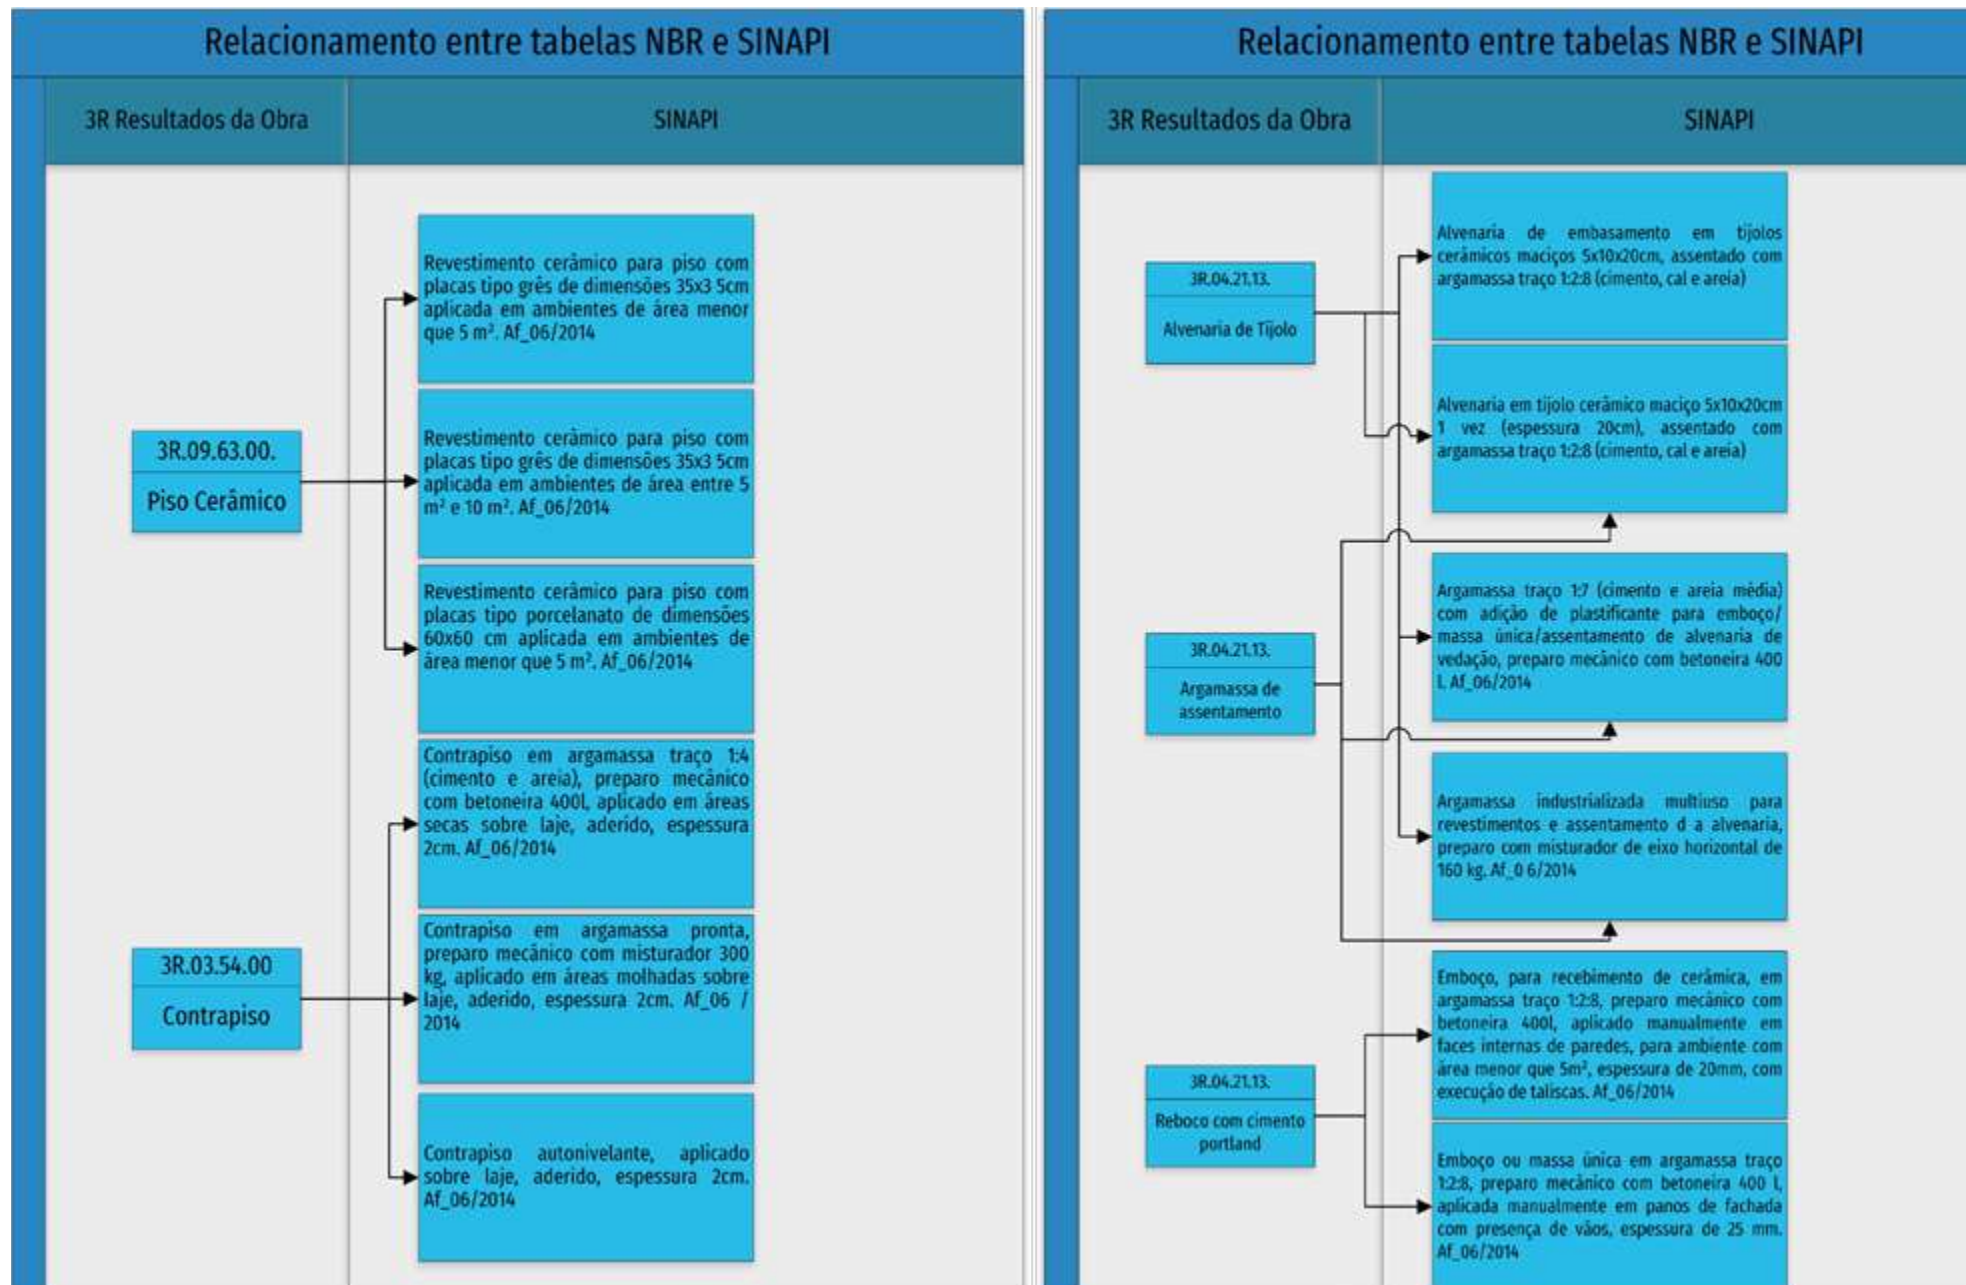 Relacionamento entre tabelas NBR e SINAPI
3R Resultados da Obra
SINAPI
3R.09.63.00.
Piso Cerâmico
Revestimento cerâmico para piso com
placas tipo grês de dimensões 35x3 5cm
aplicada em ambientes de área menor
que 5 m². Af_06/2014
Revestimento cerâmico para piso com
placas tipo grês de dimensões 35x3 5cm
aplicada em ambientes de área entre 5
m² e 10 m². Af_06/2014
Revestimento cerâmico para piso com
placas tipo porcelanato de dimensões
60x60 cm aplicada em ambientes de
área menor que 5 m². Af_06/2014
3R.03.54.00
Contrapiso
Contrapiso em argamassa traço 1:4
(cimento e areia), preparo mecânico
com betoneira 400l, aplicado em áreas
secas sobre laje, aderido, espessura
2cm. Af_06/2014
Contrapiso em argamassa pronta,
preparo mecânico com misturador 300
kg, aplicado em áreas molhadas sobre
laje, aderido, espessura 2cm. Af_06 /
2014
Contrapiso autonivelante, aplicado
sobre laje, aderido, espessura 2cm.
Af_06/2014
Relacionamento entre tabelas NBR e SINAPI
3R Resultados da Obra
SINAPI
3R.04.21.13.
Alvenaria de Tijolo
Alvenaria de embasamento em tijolos
cerâmicos maciços 5x10x20cm, assentado com
argamassa traço 1:2:8 (cimento, cal e areia)
Alvenaria em tijolo cerâmico maciço 5x10x20cm
1 vez (espessura 20cm), assentado com
argamassa traço 1:2:8 (cimento, cal e areia)
3R.04.21.13.
Argamassa de
assentamento
Argamassa traço 1:7 (cimento e areia média)
com adição de plastificante para emboço/
massa única/assentamento de alvenaria de
vedação, preparo mecânico com betoneira 400
l. Af_06/2014
Argamassa industrializada multiuso para
revestimentos e assentamento d a alvenaria,
preparo com misturador de eixo horizontal de
160 kg. Af_0 6/2014
3R.04.21.13.
Reboco com cimento
portland
Emboço, para recebimento de cerâmica, em
argamassa traço 1:2:8, preparo mecânico com
betoneira 400l, aplicado manualmente em
faces internas de paredes, para ambiente com
área menor que 5m², espessura de 20mm, com
execução de taliscas. Af_06/2014
Emboço ou massa única em argamassa traço
1:2:8, preparo mecânico com betoneira 400 l,
aplicada manualmente em panos de fachada
com presença de vãos, espessura de 25 mm.
Af_06/2014